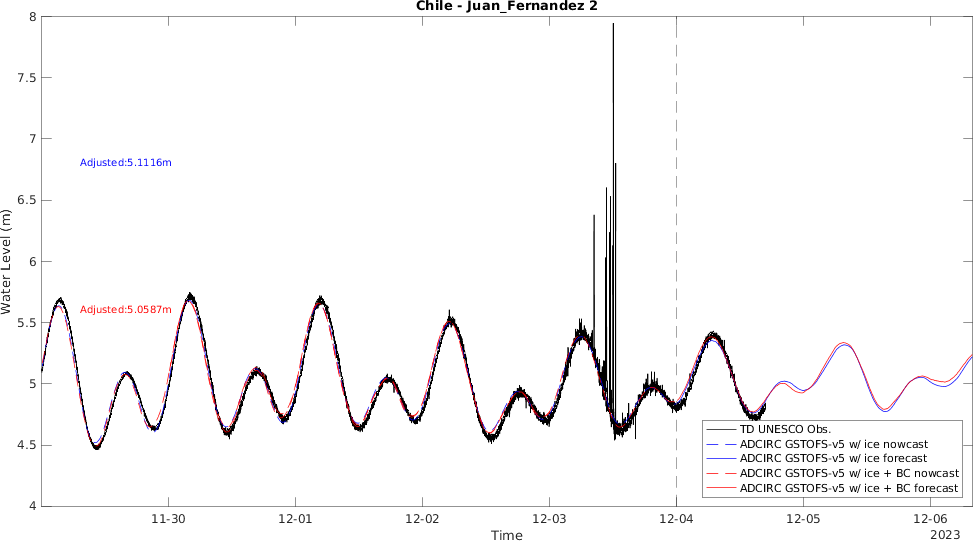 Chile - Juan_Fernandez 2
8
7.5
7
6.5
6
5.5
5
4.5
4
Water Level (m)
Adjusted:5.1116m
Adjusted:5.0587m
TD UNESCO Obs.
ADCIRC GSTOFS-v5 w/ ice nowcast
ADCIRC GSTOFS-v5 w/ ice forecast
ADCIRC GSTOFS-v5 w/ ice + BC nowcast
ADCIRC GSTOFS-v5 w/ ice + BC forecast
11-30 12-01 12-02 12-03 12-04 12-05 12-06
Time
2023